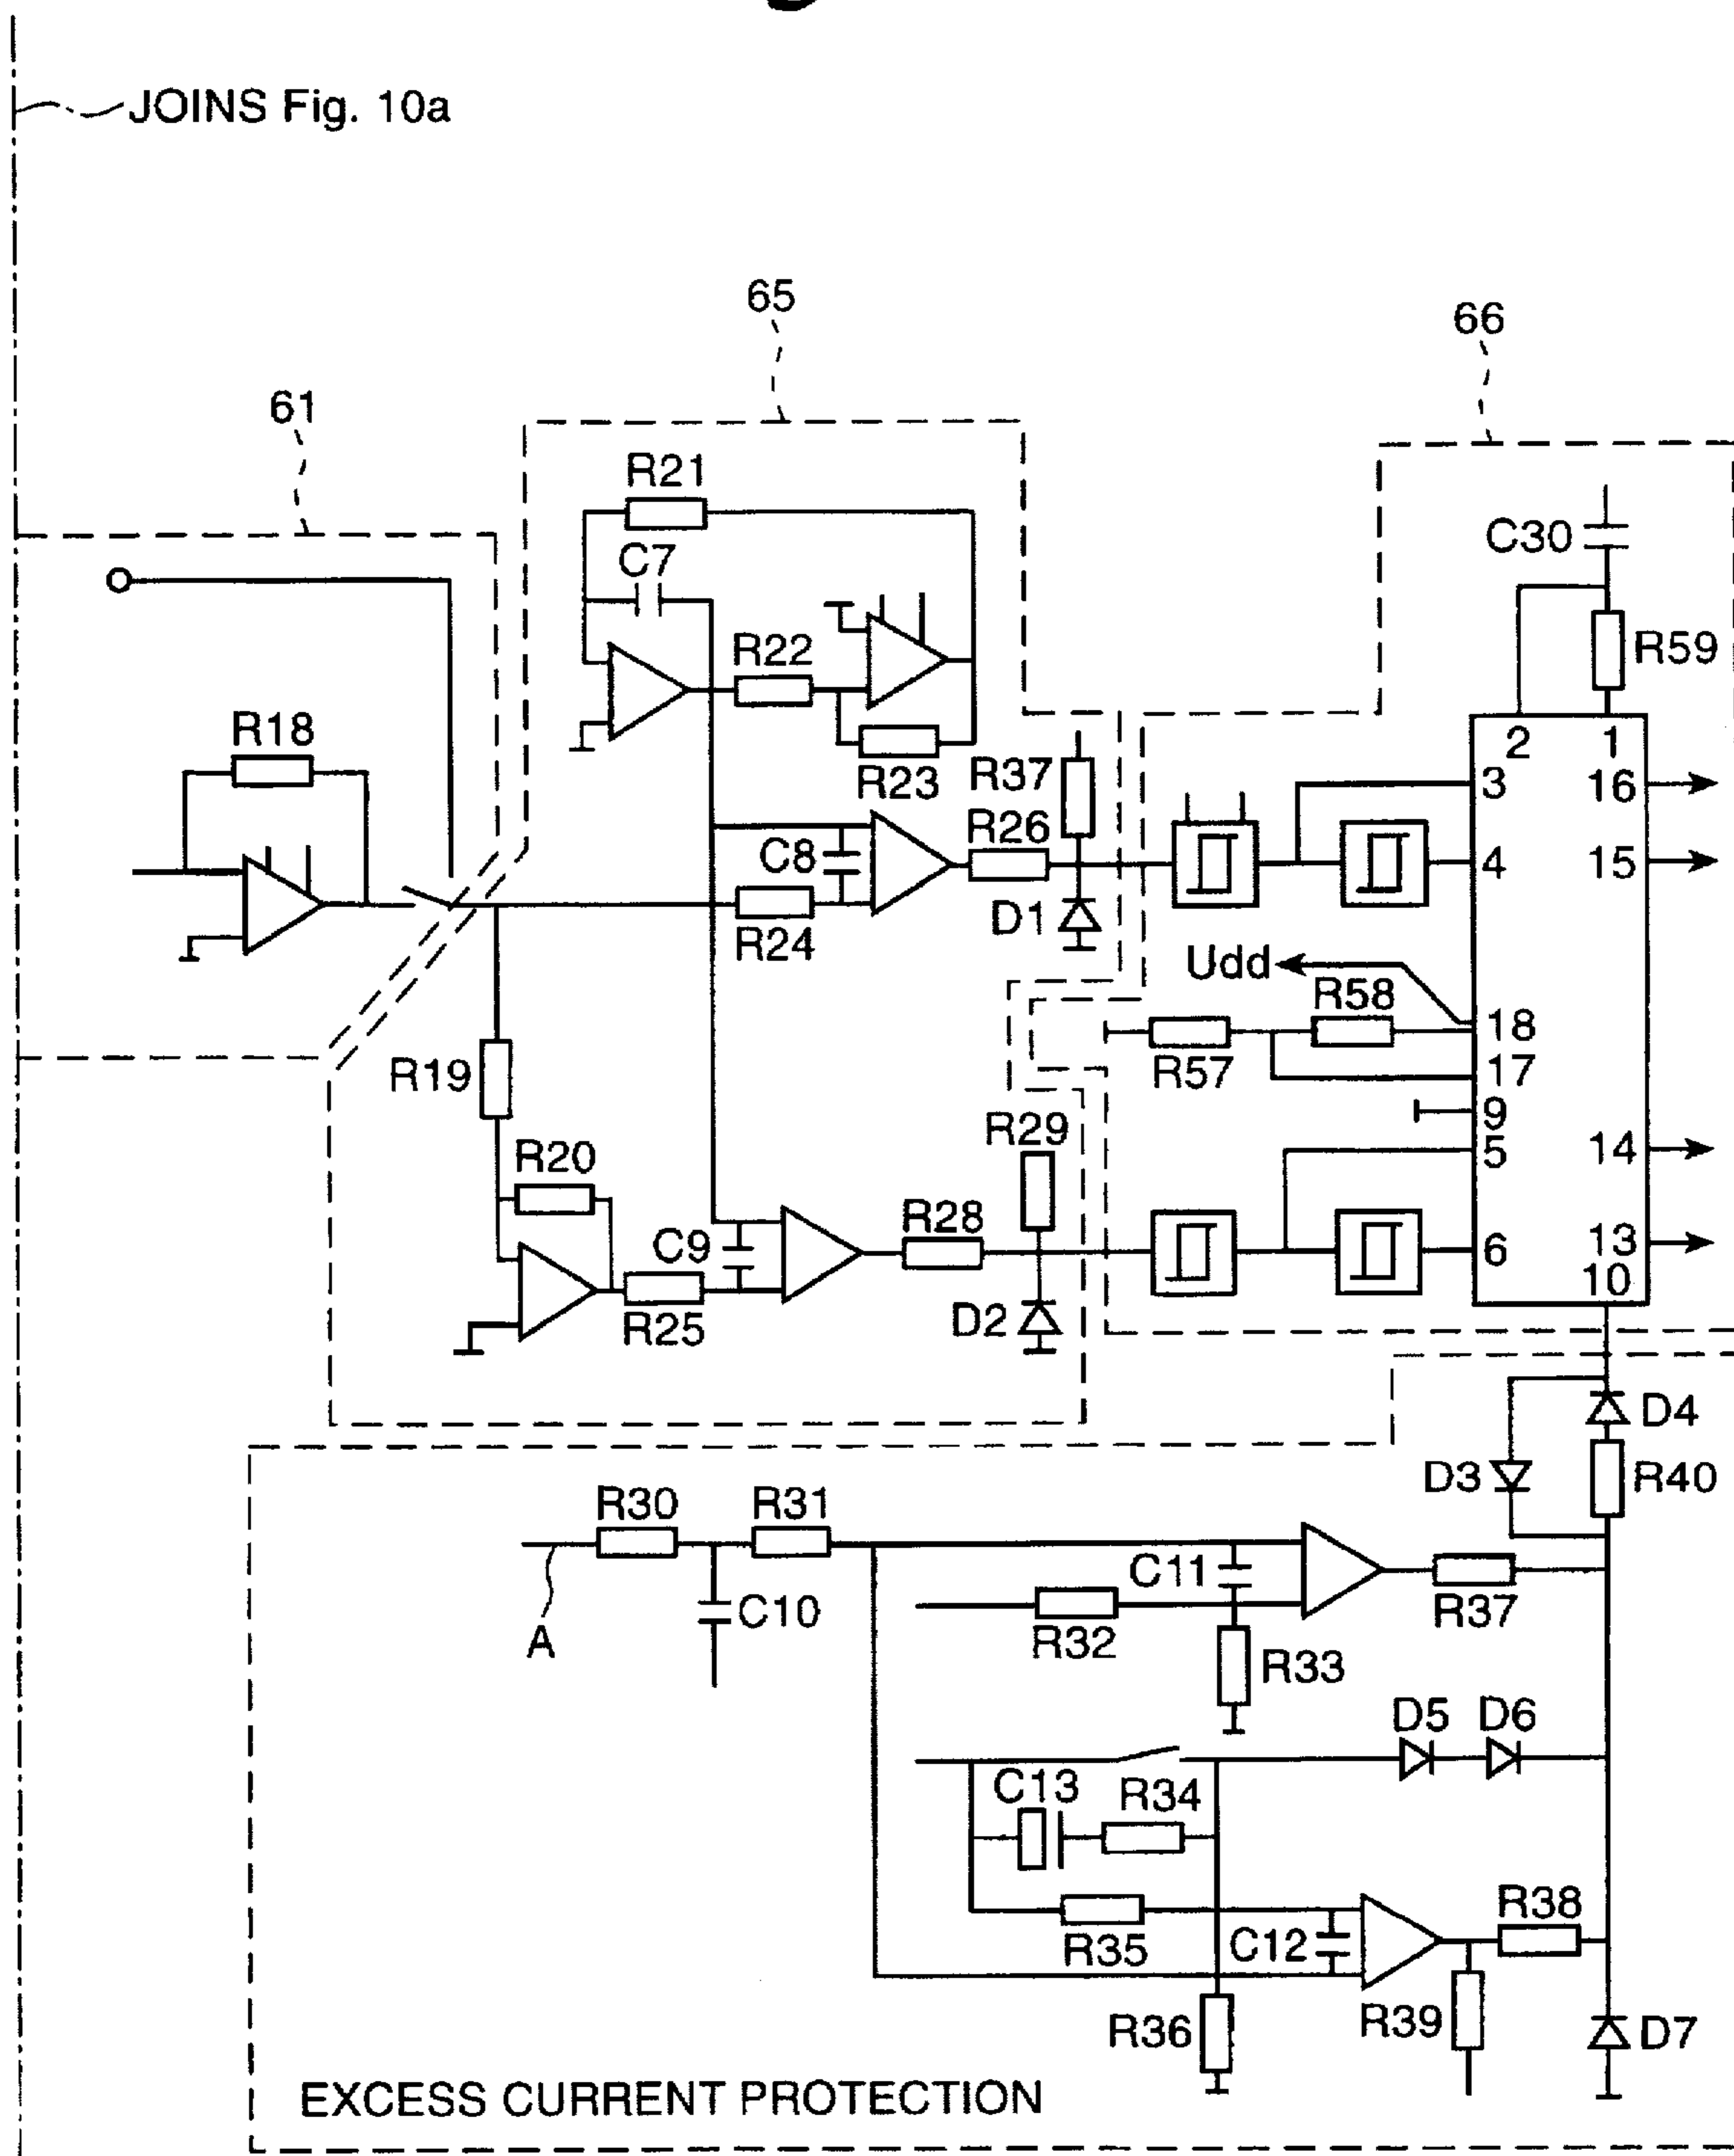 JOINS Fig. 10a
65
66
61
R21
C7
C30
R22
R59
R18
R23
R37
2 1
3 16
R26
C8
4 15
D1
R24
Udd
R58
18
R57
17
R19
9
R29
5 14
R20
R28
C9
6 13
10
R25
D2
D4
D3
R40
R30 R31
C11
C10
R37
A
R32
R33
D5 D6
C13 R34
R38
R35
C12
R36
R39
D7
EXCESS CURRENT PROTECTION